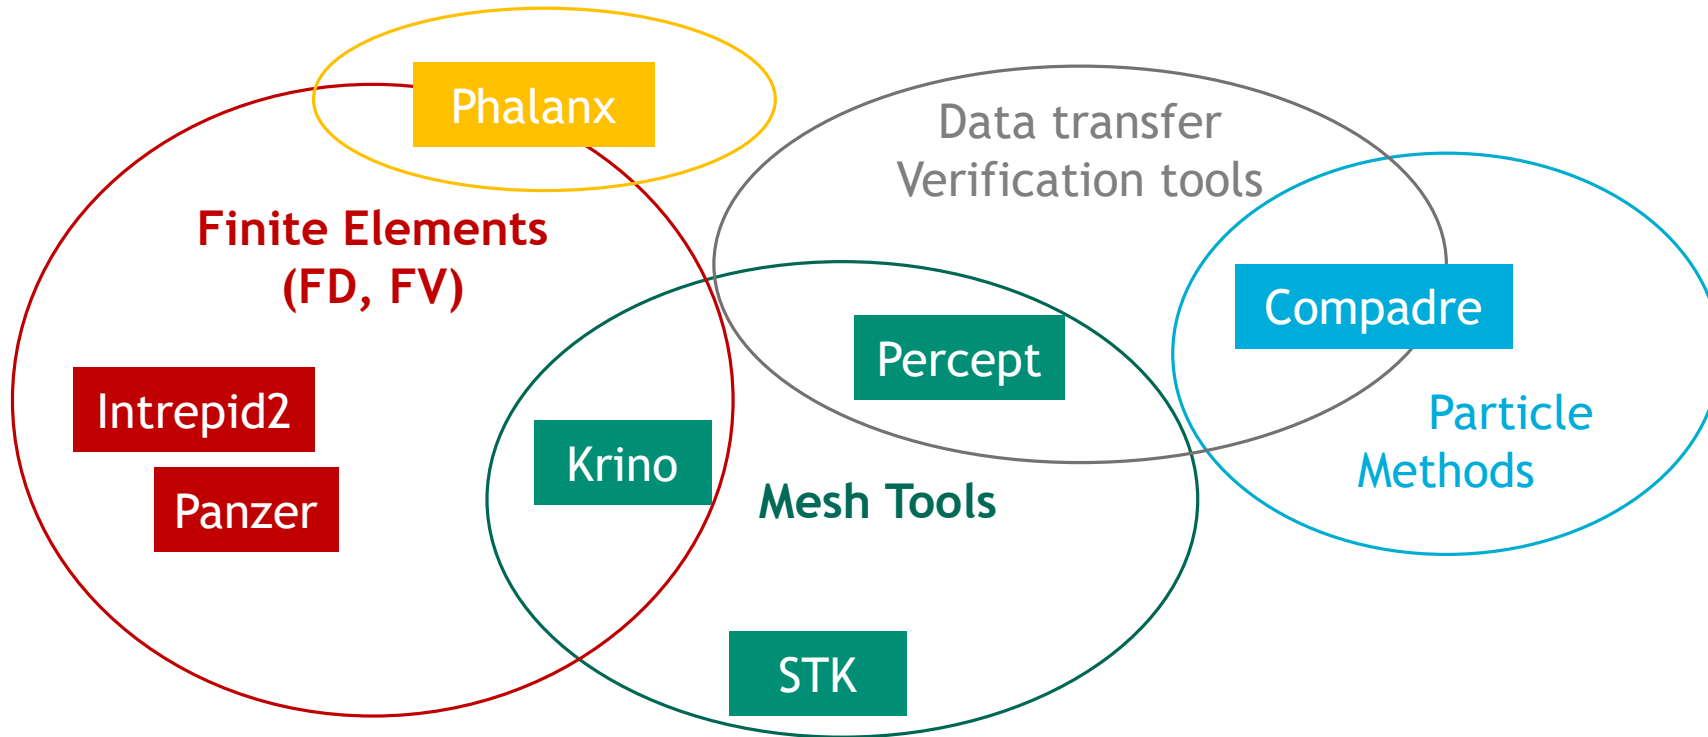 Phalanx
Data transfer
Verification tools
Finite Elements
(FD, FV)
Compadre
Percept
Intrepid2
Particle
Methods
Krino
Mesh Tools
Panzer
STK